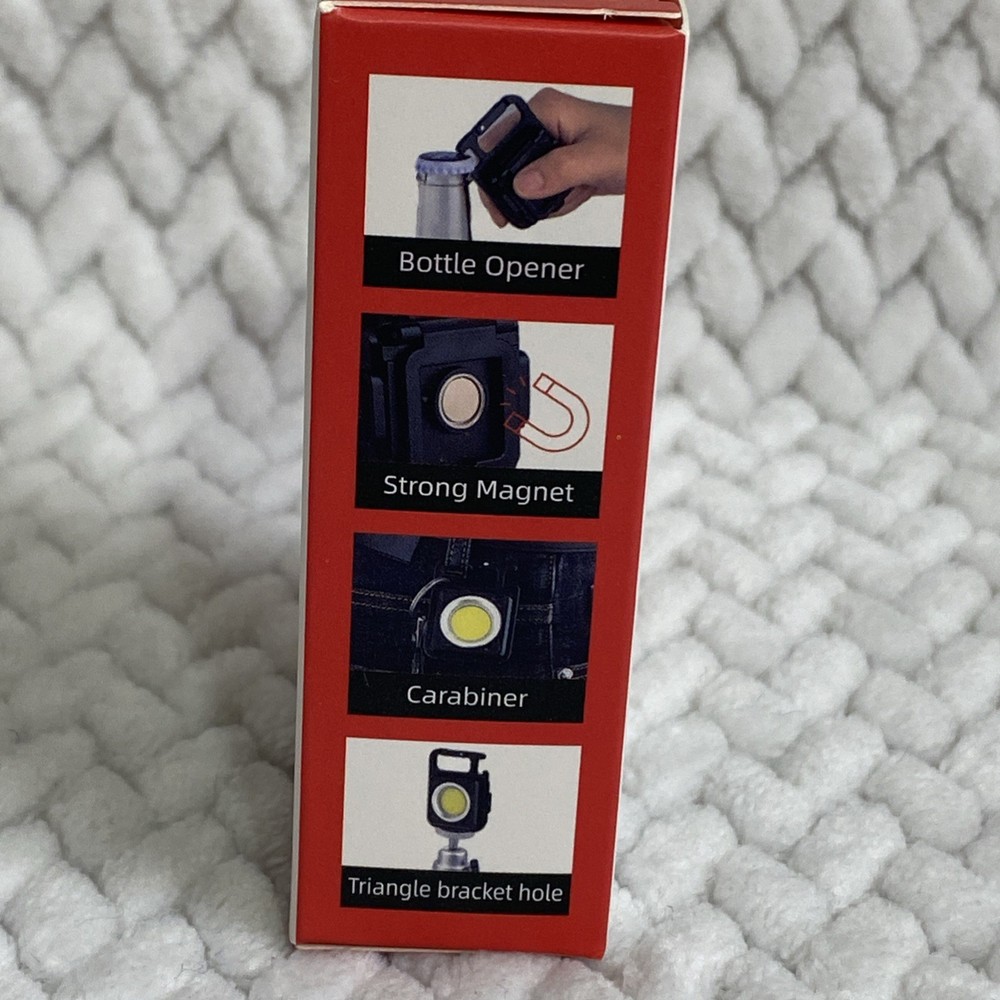 Bottle Opener
Strong Magnet
Carabiner
Triangle bracket hole